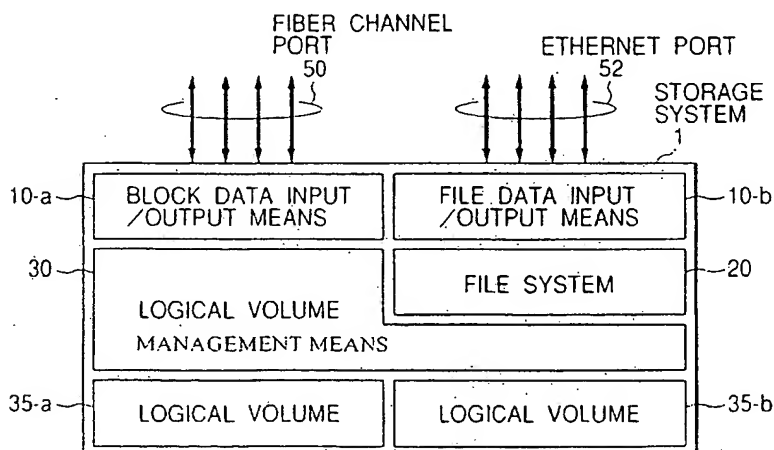 FIBER CHANNEL
PORT
50
ETHERNET PORT
52
STORAGE
SYSTEM
1
10-a
BLOCK DATA INPUT
/OUTPUT MEANS
FILE DATA INPUT
/OUTPUT MEANS
10-b
30
LOGICAL VOLUME
MANAGEMENT MEANS
FILE SYSTEM
20
35-a
LOGICAL VOLUME
LOGICAL VOLUME
35-b